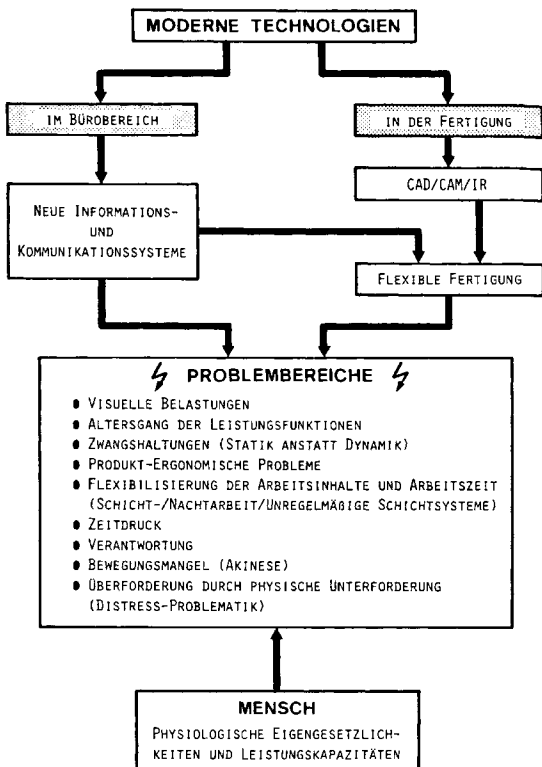 MODERNE TECHNOLOGIEN
IM BÜROBEREICH
IN DER FERTIGUNG
CAD/CAM/IR
NEUE INFORMATIONS-
UND
KOMMUNIKATIONSSYSTEME
FLEXIBLE FERTIGUNG
PROBLEMBEREICHE
● VISUELLE BELASTUNGEN
● ALTERSGANG DER LEISTUNGSFUNKTIONEN
● ZWANGSHALTUNGEN (STATIK ANSTATT DYNAMIK)
● PRODUKT-ERGONOMISCHE PROBLEME
● FLEXIBILISIERUNG DER ARBEITSINHALTE UND ARBEITSZEIT
(SCHICHT-/NACHTARBEIT/UNREGELMÄßIGE SCHICHTSYSTEME)
● ZEITDRUCK
● VERANTWORTUNG
● BEWEGUNGSMANGEL (AKINESE)
● ÜBERFORDERUNG DURCH PHYSISCHE UNTERFORDERUNG
(DISTRESS-PROBLEMATIK)
MENSCH
PHYSIOLOGISCHE EIGENGESETZLICH-
KEITEN UND LEISTUNGSKAPAZITÄTEN